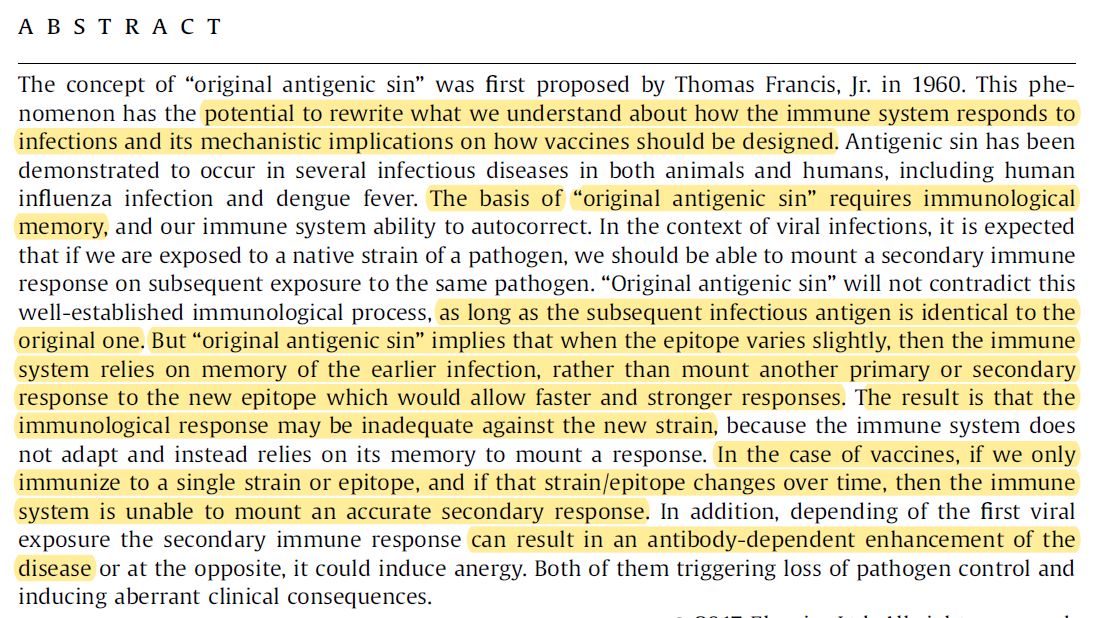 A B S T R A C T
The concept of “original antigenic sin” was first proposed by Thomas Francis, Jr. in 1960. This phe-
nomenon has the potential to rewrite what we understand about how the immune system responds to
infections and its mechanistic implications on how vaccines should be designed. Antigenic sin has been
demonstrated to occur in several infectious diseases in both animals and humans, including human
influenza infection and dengue fever. The basis of “original antigenic sin” requires immunological
memory, and our immune system ability to autocorrect. In the context of viral infections, it is expected
that if we are exposed to a native strain of a pathogen, we should be able to mount a secondary immune
response on subsequent exposure to the same pathogen. “Original antigenic sin” will not contradict this
well-established immunological process, as long as the subsequent infectious antigen is identical to the
original one. But “original antigenic sin” implies that when the epitope varies slightly, then the immune
system relies on memory of the earlier infection, rather than mount another primary or secondary
response to the new epitope which would allow faster and stronger responses. The result is that the
immunological response may be inadequate against the new strain, because the immune system does
not adapt and instead relies on its memory to mount a response. In the case of vaccines, if we only
immunize to a single strain or epitope, and if that strain/epitope changes over time, then the immune
system is unable to mount an accurate secondary response. In addition, depending of the first viral
exposure the secondary immune response can result in an antibody-dependent enhancement of the
disease or at the opposite, it could induce anergy. Both of them triggering loss of pathogen control and
inducing aberrant clinical consequences.